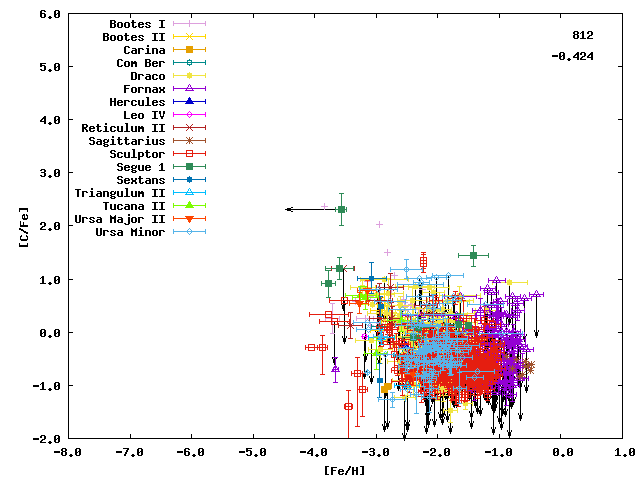 6.0
5.0
4.0
3.0
2.0
1.0
0.0
-1.0
-2.0
[C/Fe]
Bootes I
Bootes II
Carina
Com Ber
Draco
Fornax
Hercules
Leo IV
Reticulum II
Sagittarius
Sculptor
Segue 1
Sextans
Triangulum II
Tucana II
Ursa Major II
Ursa Minor
812
-0.424
-8.0 -7.0 -6.0 -5.0 -4.0 -3.0 -2.0 -1.0 0.0 1.0
[Fe/H]